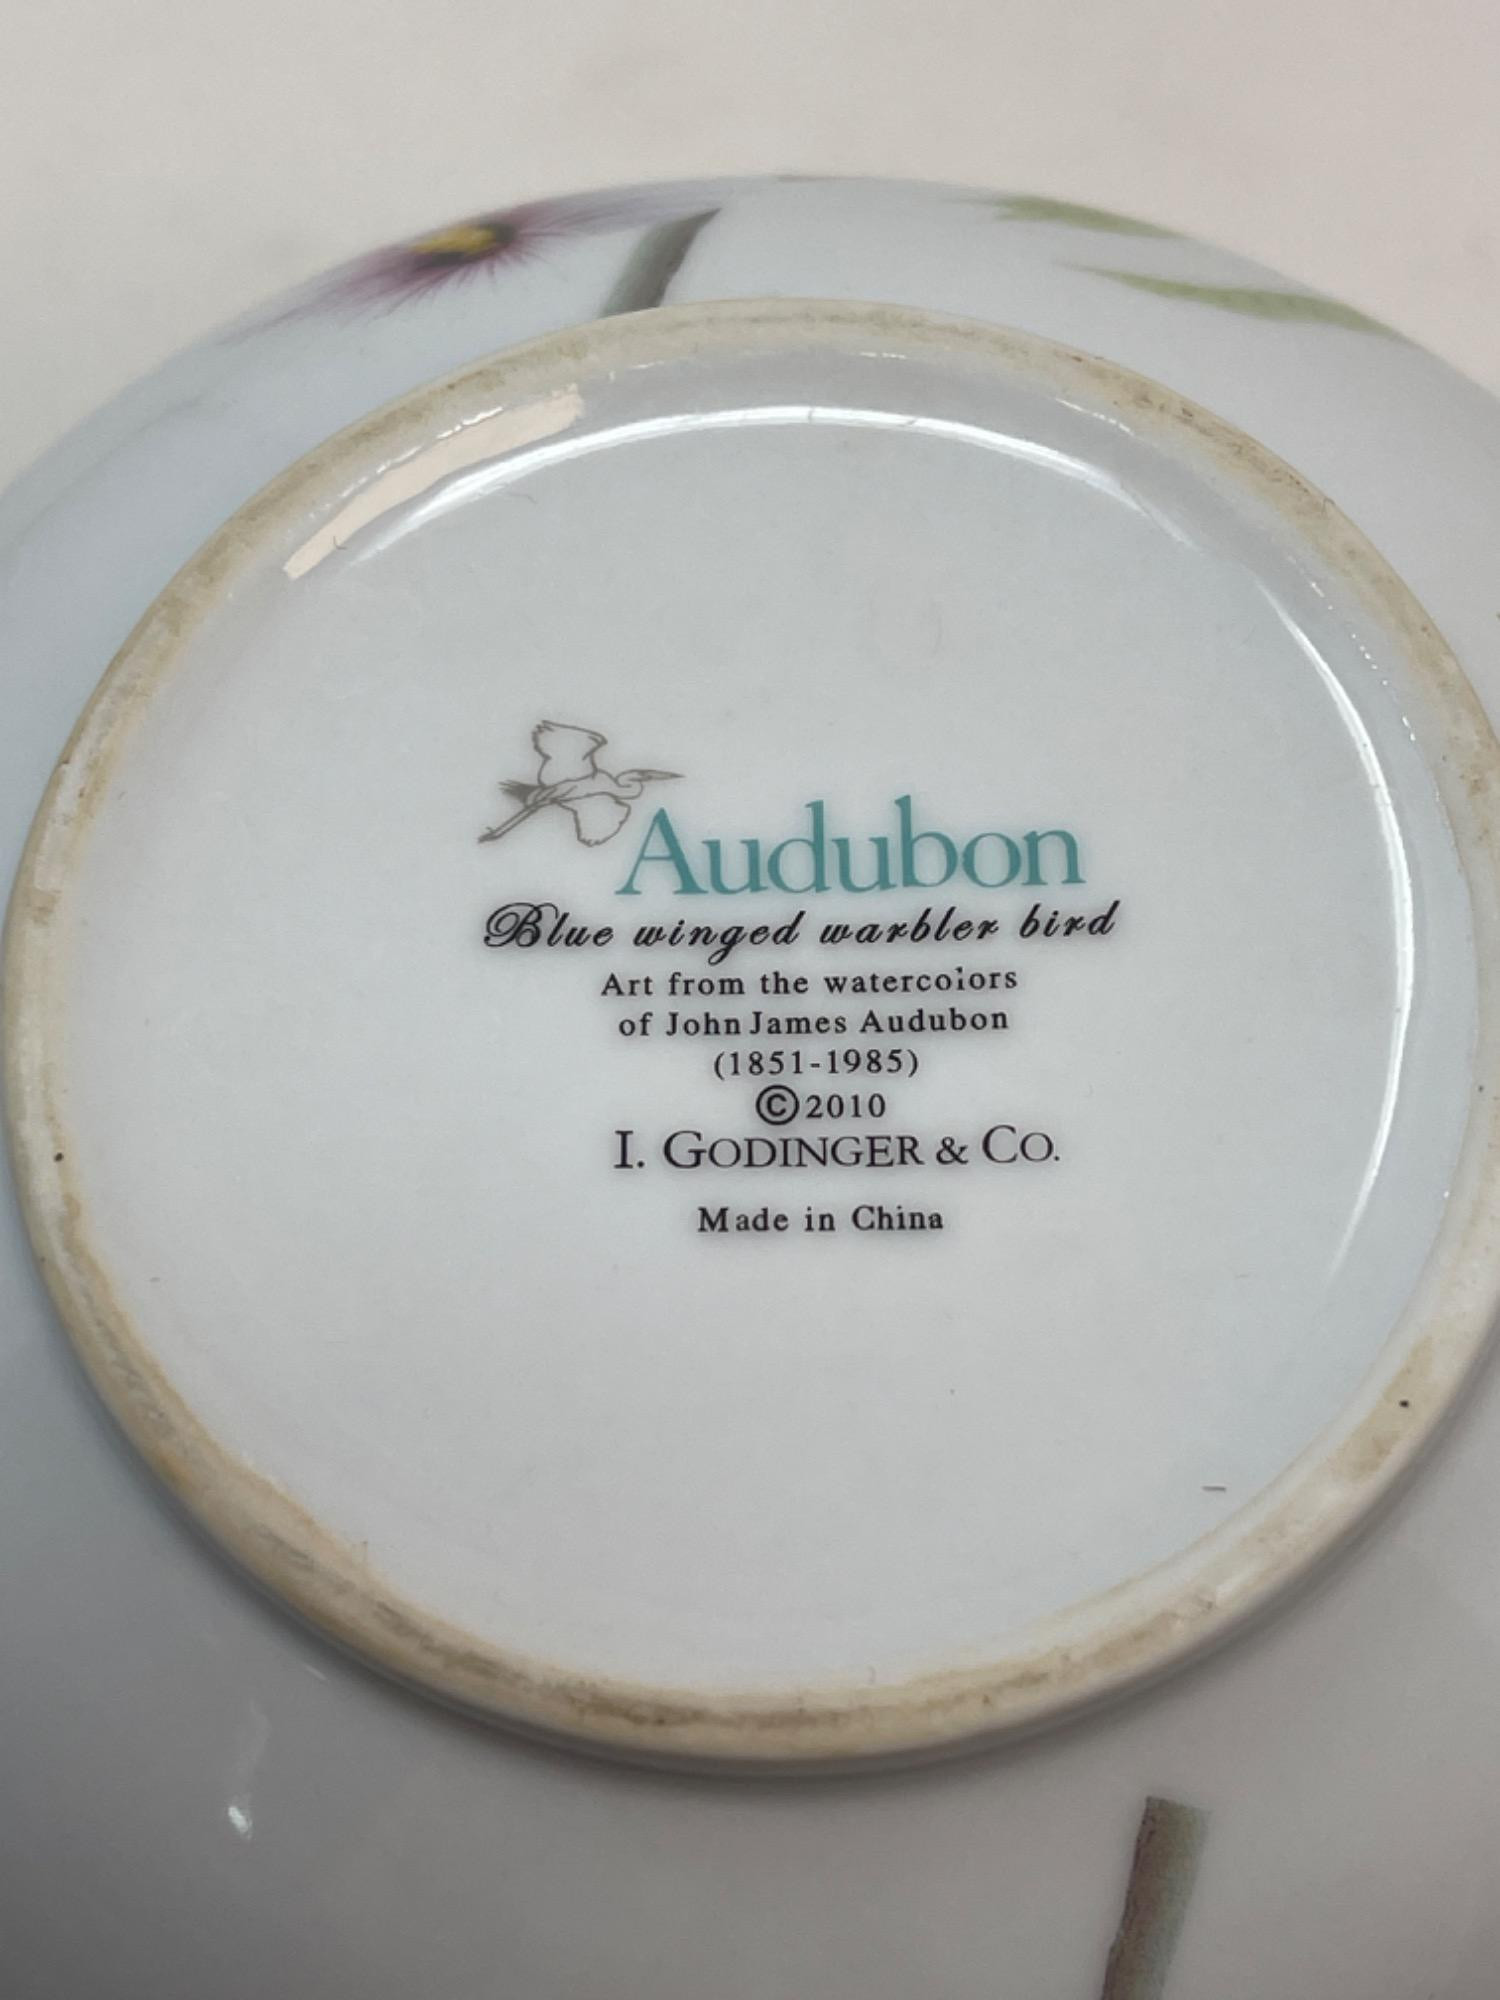 Audubon
Blue winged warbler bird
Art from the watercolors
of John James Audubon
(1851-1985)
©2010
I. GODINGER & CO.
Made in China